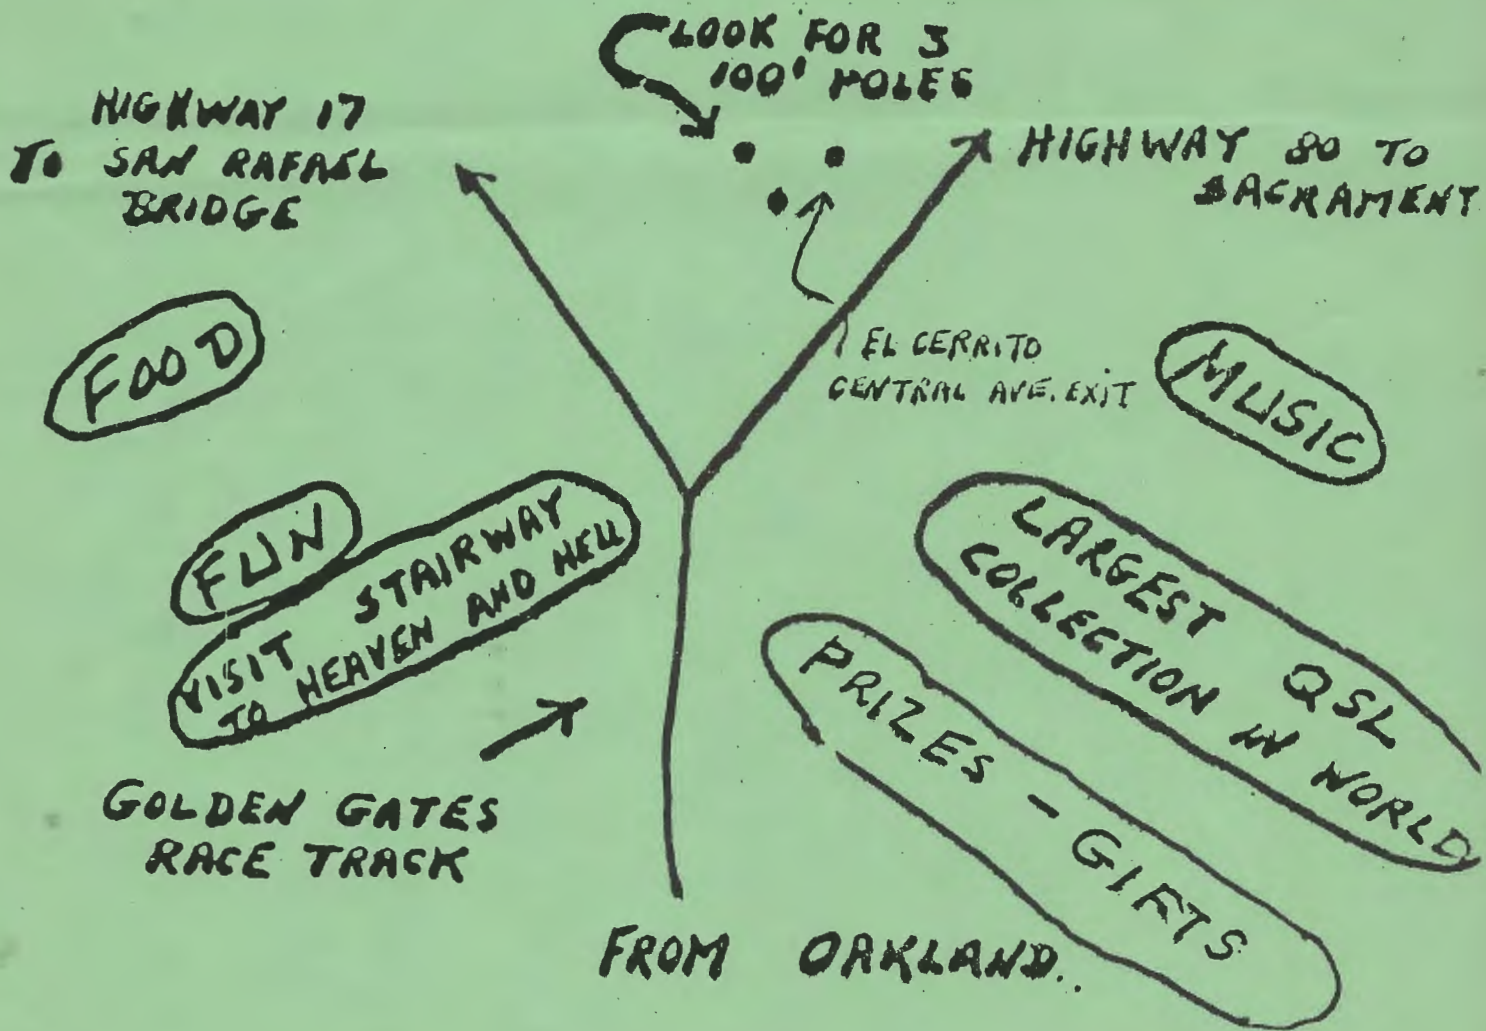 LOOK FOR 3
100' POLES
HIGHWAY 17
TO SAN RAFAEL
BRIDGE
HIGHWAY 80 TO
SACRAMENT
FOOD
EL CERRITO
CENTRAL AVE. EXIT
MUSIC
FUN
VISIT STAIRWAY
TO HEAVEN AND HELL
LARGEST QSL
COLLECTION IN WORLD
PRIZES - GIFTS
GOLDEN GATES
RACE TRACK
FROM OAKLAND..